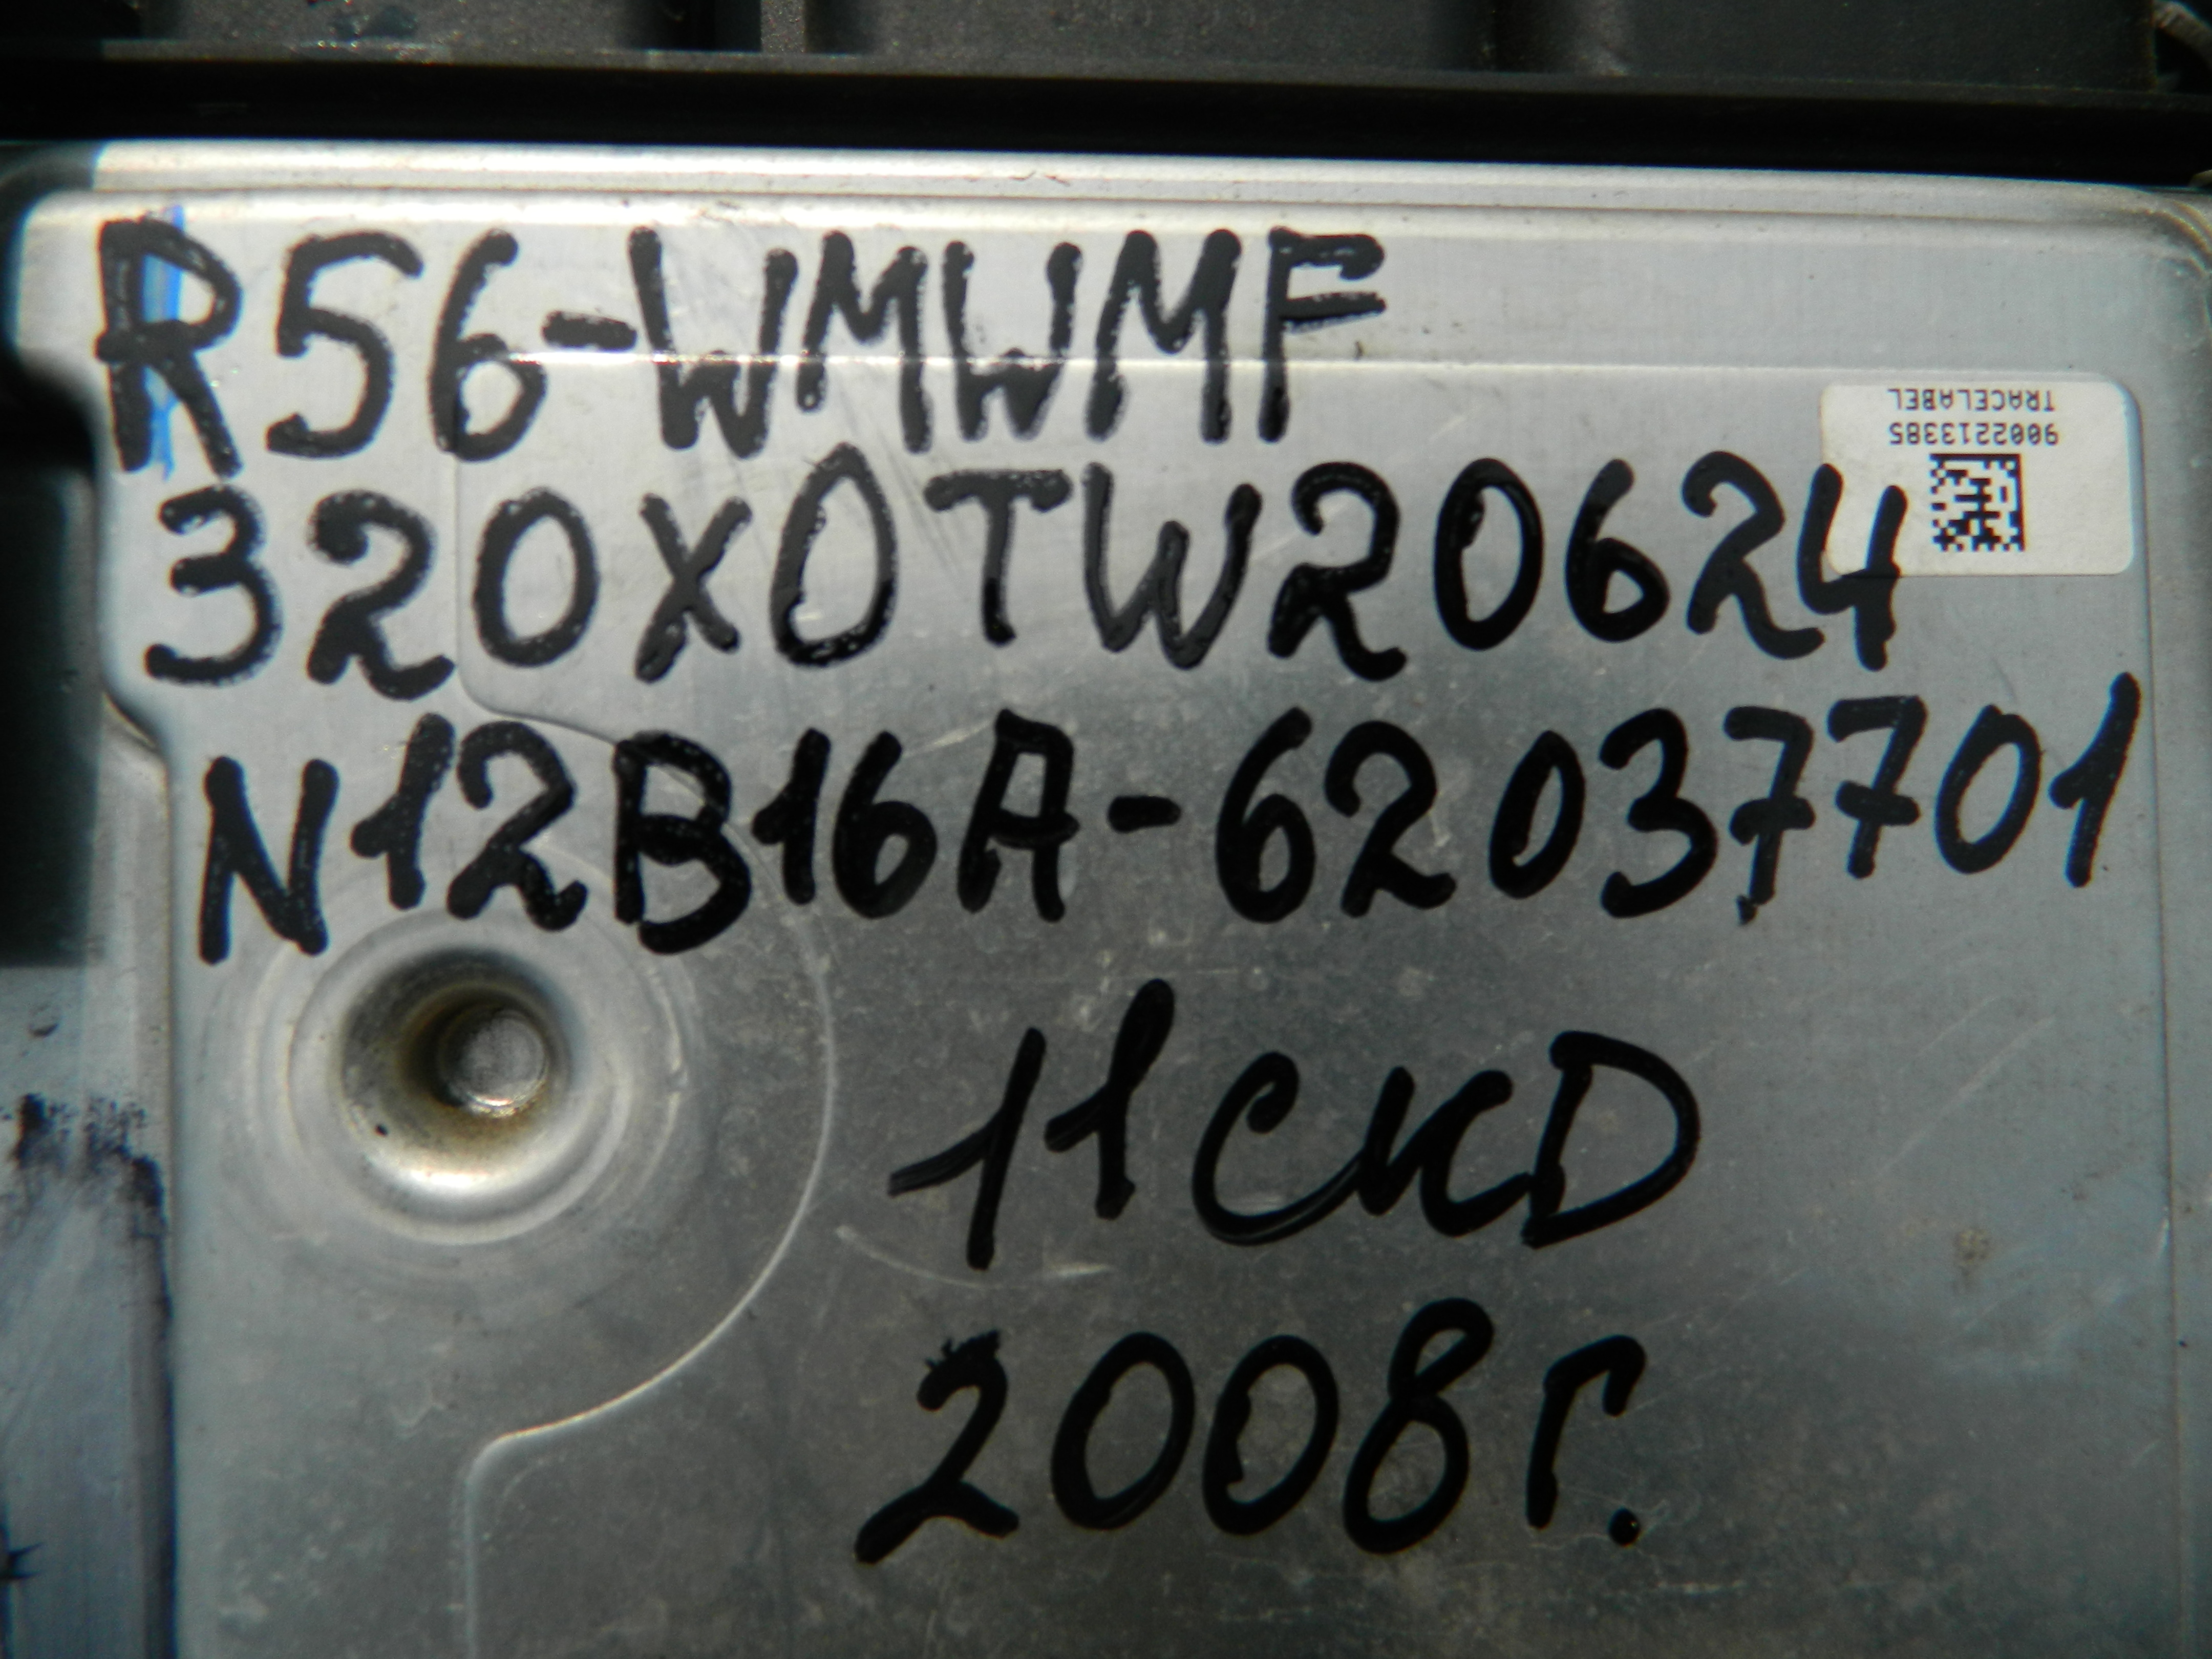 R56-WMWMF
320X0TW20624
N12B16A-62037701
11CKD
2008г.
TRACELABEL
9002213385